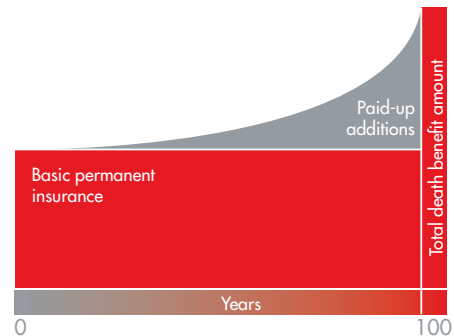 Paid-up
additions
Total death benefit amount
Basic permanent
insurance
Years
0
100